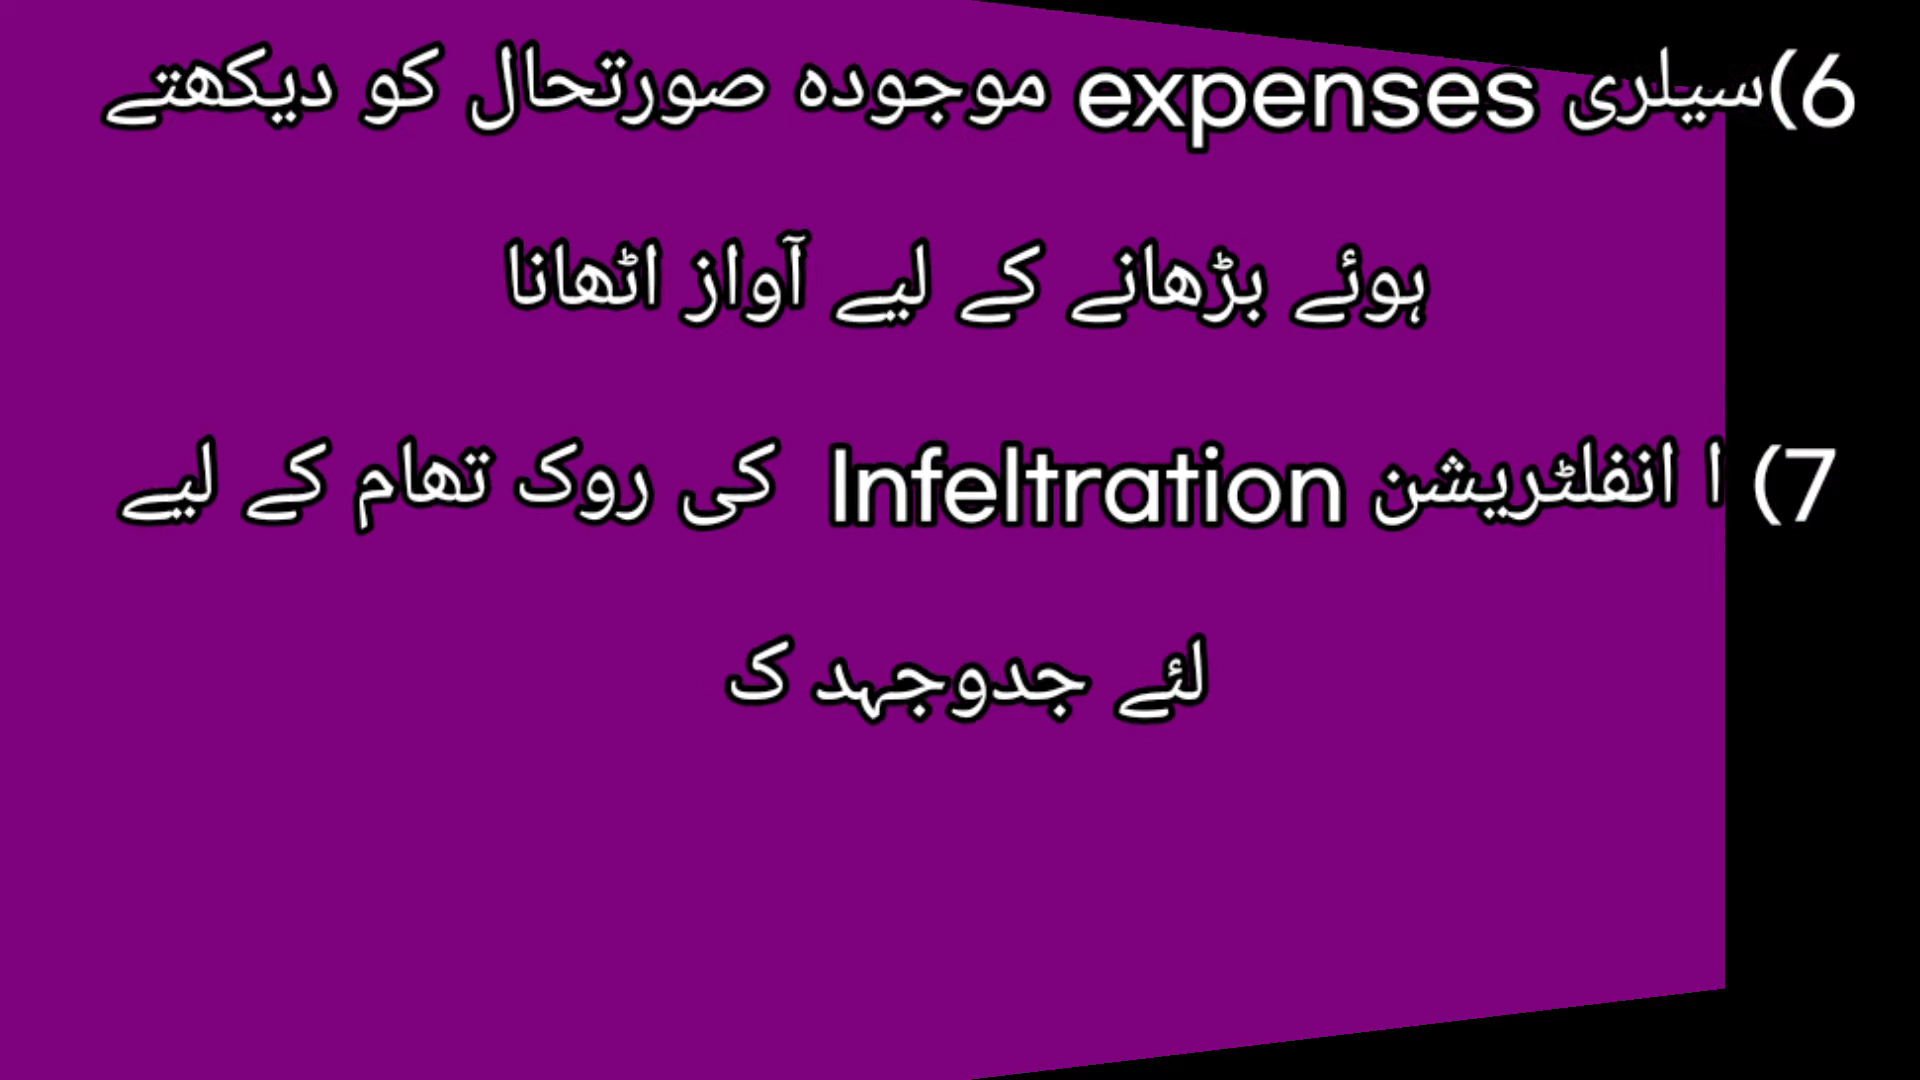 6)سیلری expenses موجودہ صورتحال کو دیکھتے
ہوئے بڑھانے کے لیے آواز اٹھانا
7) ا انفلٹریشن Infeltration کی روک تھام کے لیے
لئے جدوجہد ک